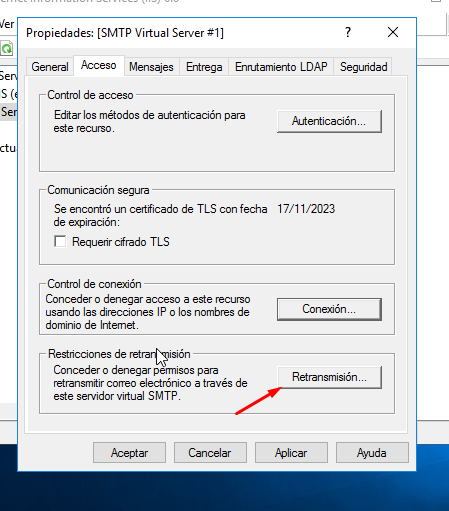 Ver
Propiedades: [SMTP Virtual Server #1]
General Acceso Mensajes Entrega Enrutamiento LDAP Seguridad
Control de acceso
Editar los métodos de autenticación para
este recurso.
Autenticación...
Comunicación segura
Se encontró un certificado de TLS con fecha 17/11/2023
de expiración:
Requerir cifrado TLS
Control de conexión
Conceder o denegar acceso a este recurso
usando las direcciones IP o los nombres de
dominio de Internet.
Conexión...
Restricciones de retransmisión
Conceder o denegar permisos para
retransmitir correo electrónico a través de
este servidor virtual SMTP.
Retransmisión...
Aceptar Cancelar Aplicar Ayuda